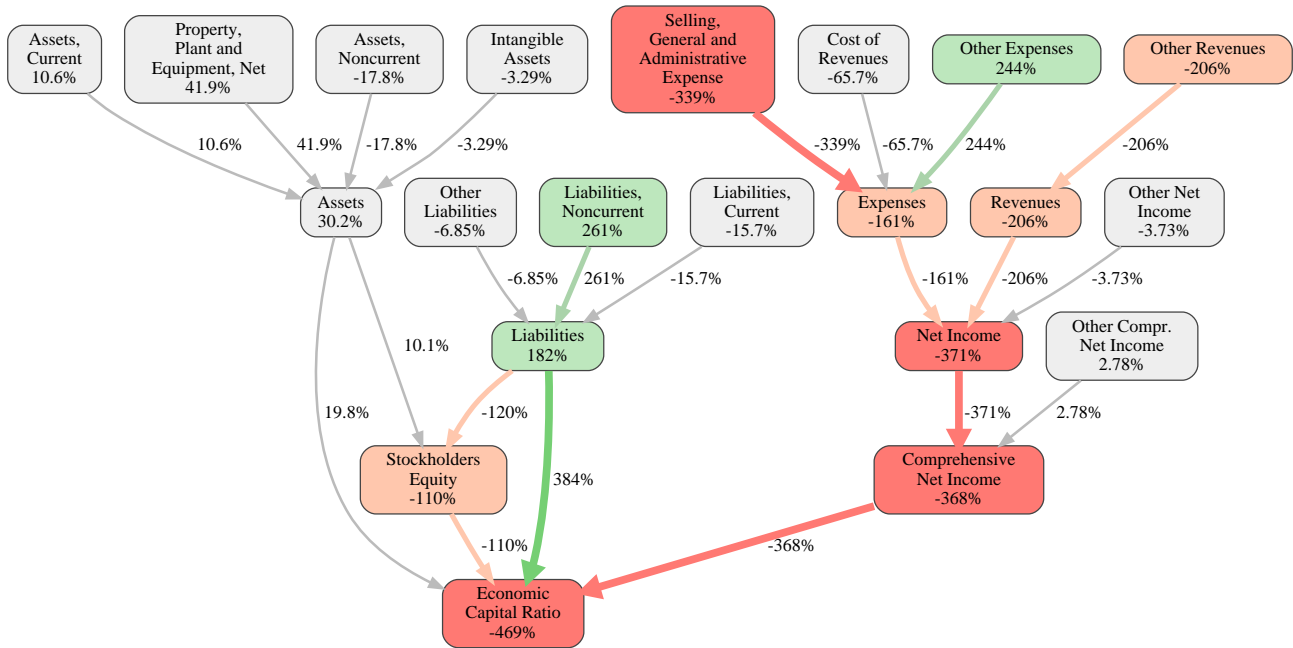 Assets,
Current
10.6%
Property,
Plant and
Equipment, Net
41.9%
Assets,
Noncurrent
-17.8%
Intangible
Assets
-3.29%
Selling,
General and
Administrative
Expense
-339%
Cost of
Revenues
-65.7%
Other Expenses
244%
Other Revenues
-206%
10.6%
41.9%
-17.8%
-3.29%
-339%
-65.7%
244%
-206%
Assets
30.2%
Other
Liabilities
-6.85%
Liabilities,
Noncurrent
261%
Liabilities,
Current
-15.7%
Expenses
-161%
Revenues
-206%
Other Net
Income
-3.73%
-6.85%
261%
-15.7%
-161%
-206%
-3.73%
Liabilities
182%
Net Income
-371%
Other Compr.
Net Income
2.78%
10.1%
19.8%
-120%
-371%
2.78%
Stockholders
Equity
-110%
384%
Comprehensive
Net Income
-368%
-110%
-368%
Economic
Capital Ratio
-469%